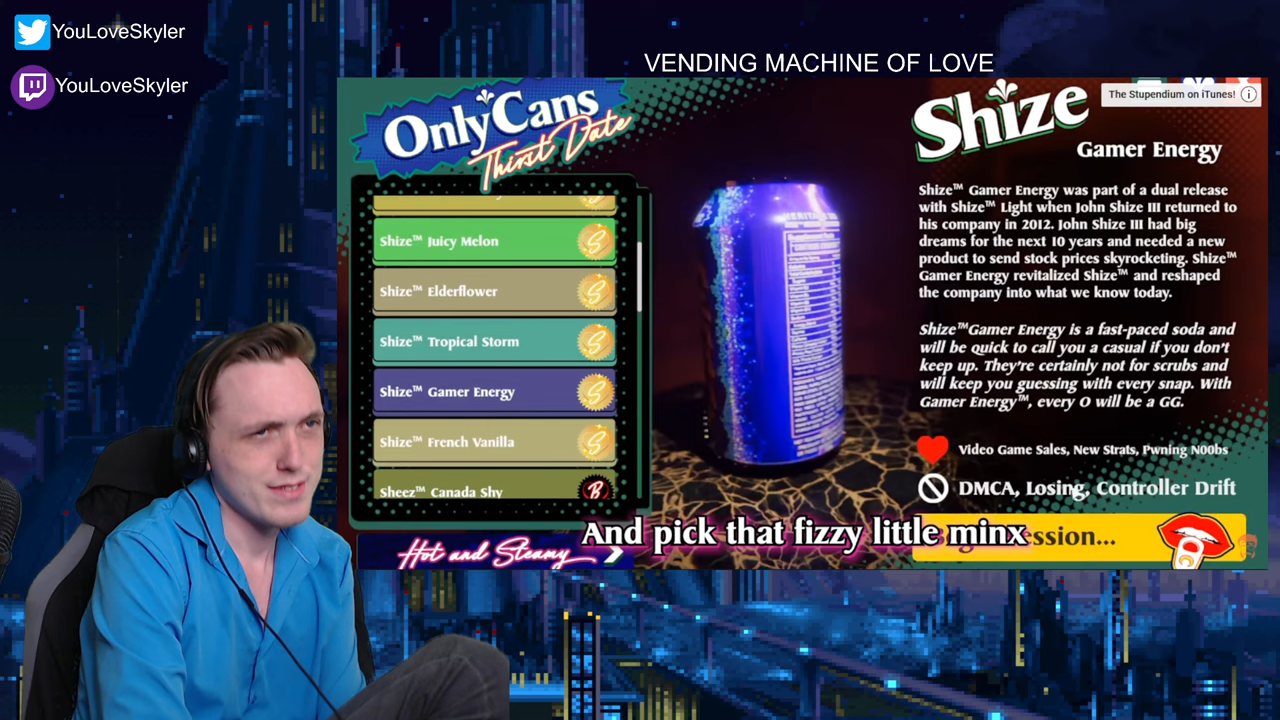 YouLoveSkyler
YouLoveSkyler
VENDING MACHINE OF LOVE
OnlyCans
Thirst Date
Shize™ Juicy Melon
Shize™ Elderflower
Shize™ Tropical Storm
Shize™ Gamer Energy
Shize™ French Vanilla
Sheez™ Canada Shy
Hot and Steamy
The Stupendium on iTunes!
Shize
Gamer Energy
Shize™ Gamer Energy was part of a dual release
with Shize™ Light when John Shize III returned to
his company in 2012. John Shize III had big
dreams for the next 10 years and needed a new
product to send stock prices skyrocketing. Shize™
Gamer Energy revitalized Shize™ and reshaped
the company into what we know today.
Shize™Gamer Energy is a fast-paced soda and
will be quick to call you a casual if you don't
keep up. They're certainly not for scrubs and
will keep you guessing with every snap. With
Gamer Energy™, every O will be a GG.
Video Game Sales, New Strats, Pwning N00bs
DMCA, Losing, Controller Drift
And pick that fizzy little minx
ssion...